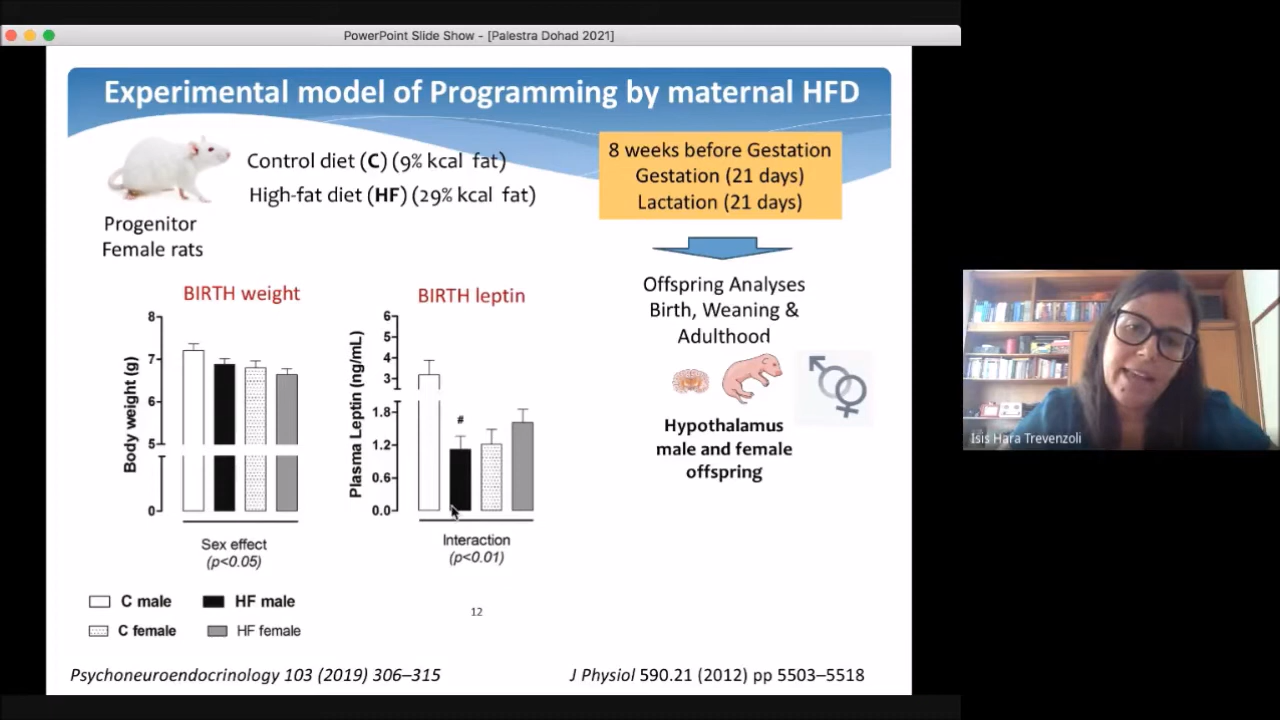 PowerPoint Slide Show - [Palestra Dohad 2021]
Experimental model of Programming by maternal HFD
Control diet (C) (9% kcal fat)
High-fat diet (HF) (29% kcal fat)
Progenitor
Female rats
8 weeks before Gestation
Gestation (21 days)
Lactation (21 days)
Offspring Analyses
Birth, Weaning &
Adulthood
Hypothalamus
male and female
offspring
BIRTH weight
Body weight (g)
8
7
6
5
0
Sex effect
(p<0.05)
BIRTH leptin
Plasma Leptin (ng/mL)
6
5
4
3
1.8
1.2
0.6
0.0
#
Interaction
(p<0.01)
C male
HF male
C female
HF female
12
Psychoneuroendocrinology 103 (2019) 306–315
J Physiol 590.21 (2012) pp 5503–5518
Isis Hara Trevenzoli